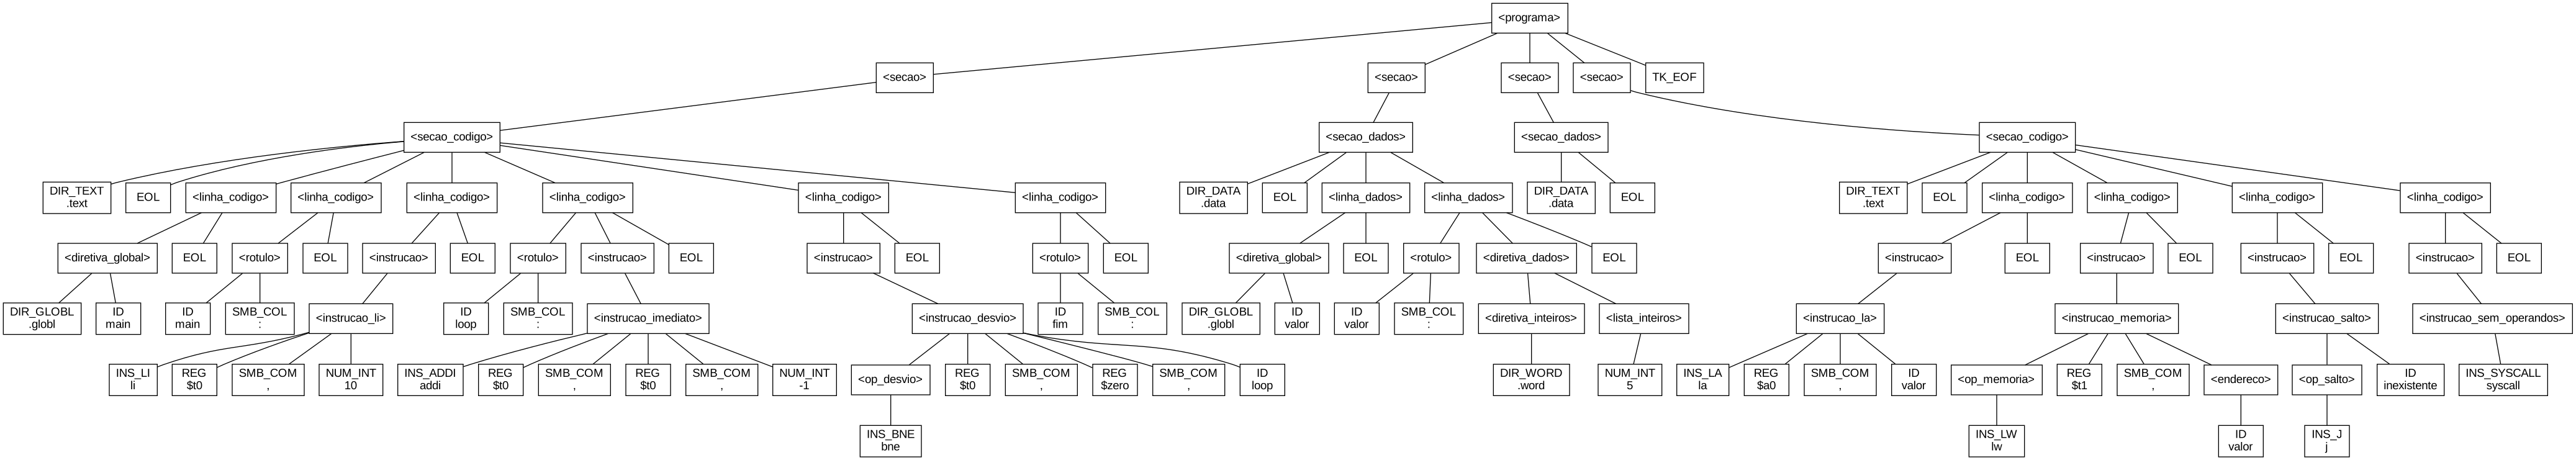 <programa>
<secao>
<secao>
<secao>
<secao>
TK_EOF
<secao_codigo>
<secao_dados>
<secao_dados>
<secao_codigo>
DIR_TEXT
.text
EOL
<linha_codigo>
<linha_codigo>
<linha_codigo>
<linha_codigo>
<linha_codigo>
<linha_codigo>
DIR_DATA
.data
EOL
<linha_dados>
<linha_dados>
DIR_DATA
.data
EOL
DIR_TEXT
.text
EOL
<linha_codigo>
<linha_codigo>
<linha_codigo>
<linha_codigo>
<diretiva_global>
EOL
<rotulo>
EOL
<instrucao>
EOL
<rotulo>
<instrucao>
EOL
<instrucao>
EOL
<rotulo>
EOL
<diretiva_global>
EOL
<rotulo>
<diretiva_dados>
EOL
<instrucao>
EOL
<instrucao>
EOL
<instrucao>
EOL
<instrucao>
EOL
DIR_GLOBL
.globl
ID
main
ID
main
SMB_COL
:
<instrucao_li>
ID
loop
SMB_COL
:
<instrucao_imediato>
<instrucao_desvio>
ID
fim
SMB_COL
:
DIR_GLOBL
.globl
ID
valor
ID
valor
SMB_COL
:
<diretiva_inteiros>
<lista_inteiros>
<instrucao_la>
<instrucao_memoria>
<instrucao_salto>
<instrucao_sem_operandos>
INS_LI
li
REG
$t0
SMB_COM
,
NUM_INT
10
INS_ADDI
addi
REG
$t0
SMB_COM
,
REG
$t0
SMB_COM
,
NUM_INT
-1
<op_desvio>
REG
$t0
SMB_COM
,
REG
$zero
SMB_COM
,
ID
loop
DIR_WORD
.word
NUM_INT
5
INS_LA
la
REG
$a0
SMB_COM
,
ID
valor
<op_memoria>
REG
$t1
SMB_COM
,
<endereco>
<op_salto>
ID
inexistente
INS_SYSCALL
syscall
INS_BNE
bne
INS_LW
lw
ID
valor
INS_J
j